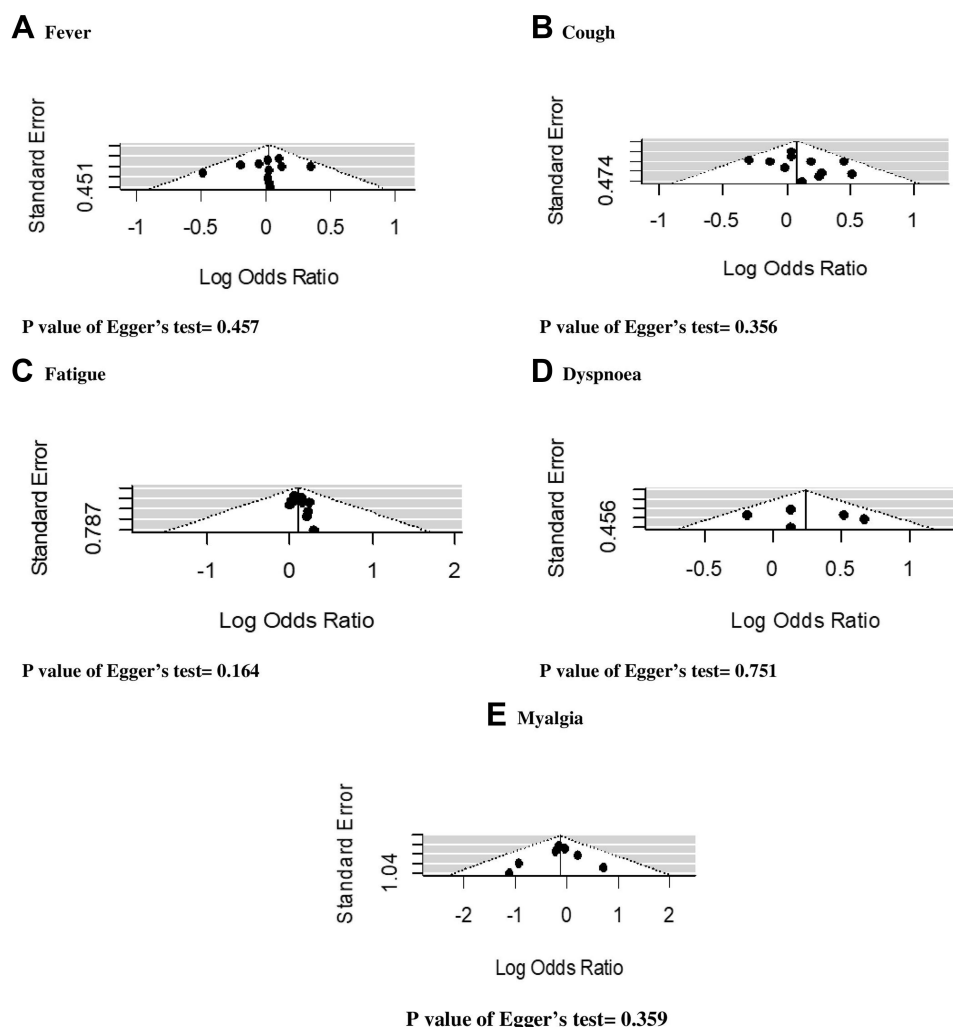 A Fever
Standard Error
0.451
-1 -0.5 0 0.5 1
Log Odds Ratio
P value of Egger’s test= 0.457
B Cough
Standard Error
0.474
-1 -0.5 0 0.5 1
Log Odds Ratio
P value of Egger’s test= 0.356
C Fatigue
Standard Error
0.787
-1 0 1 2
Log Odds Ratio
P value of Egger’s test= 0.164
D Dyspnoea
Standard Error
0.456
-0.5 0 0.5 1
Log Odds Ratio
P value of Egger’s test= 0.751
E Myalgia
Standard Error
1.04
-2 -1 0 1 2
Log Odds Ratio
P value of Egger’s test= 0.359